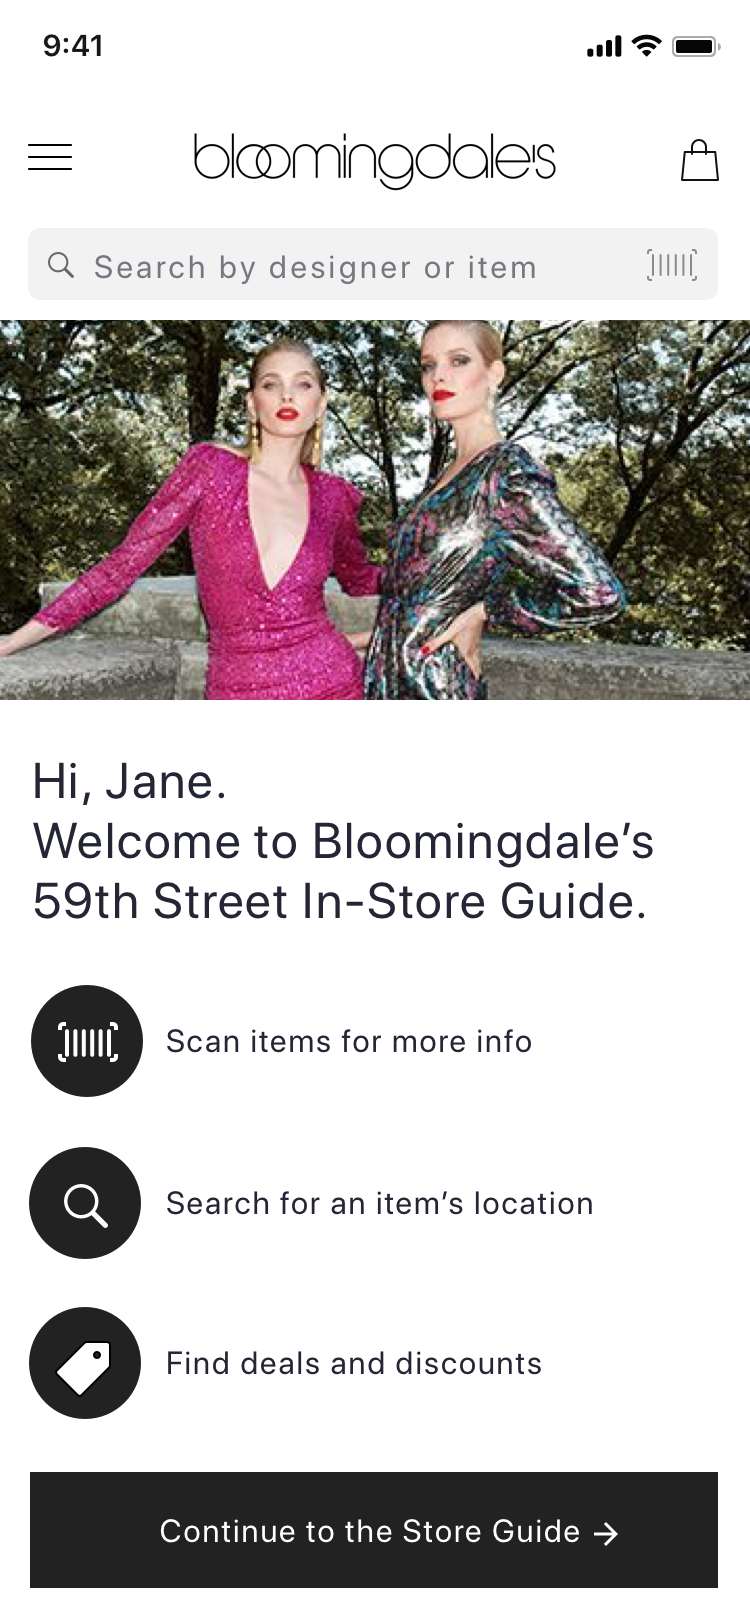 9:41
bloomingdale's
Search by designer or item
Hi, Jane.
Welcome to Bloomingdale’s
59th Street In-Store Guide.
Scan items for more info
Search for an item’s location
Find deals and discounts
Continue to the Store Guide →